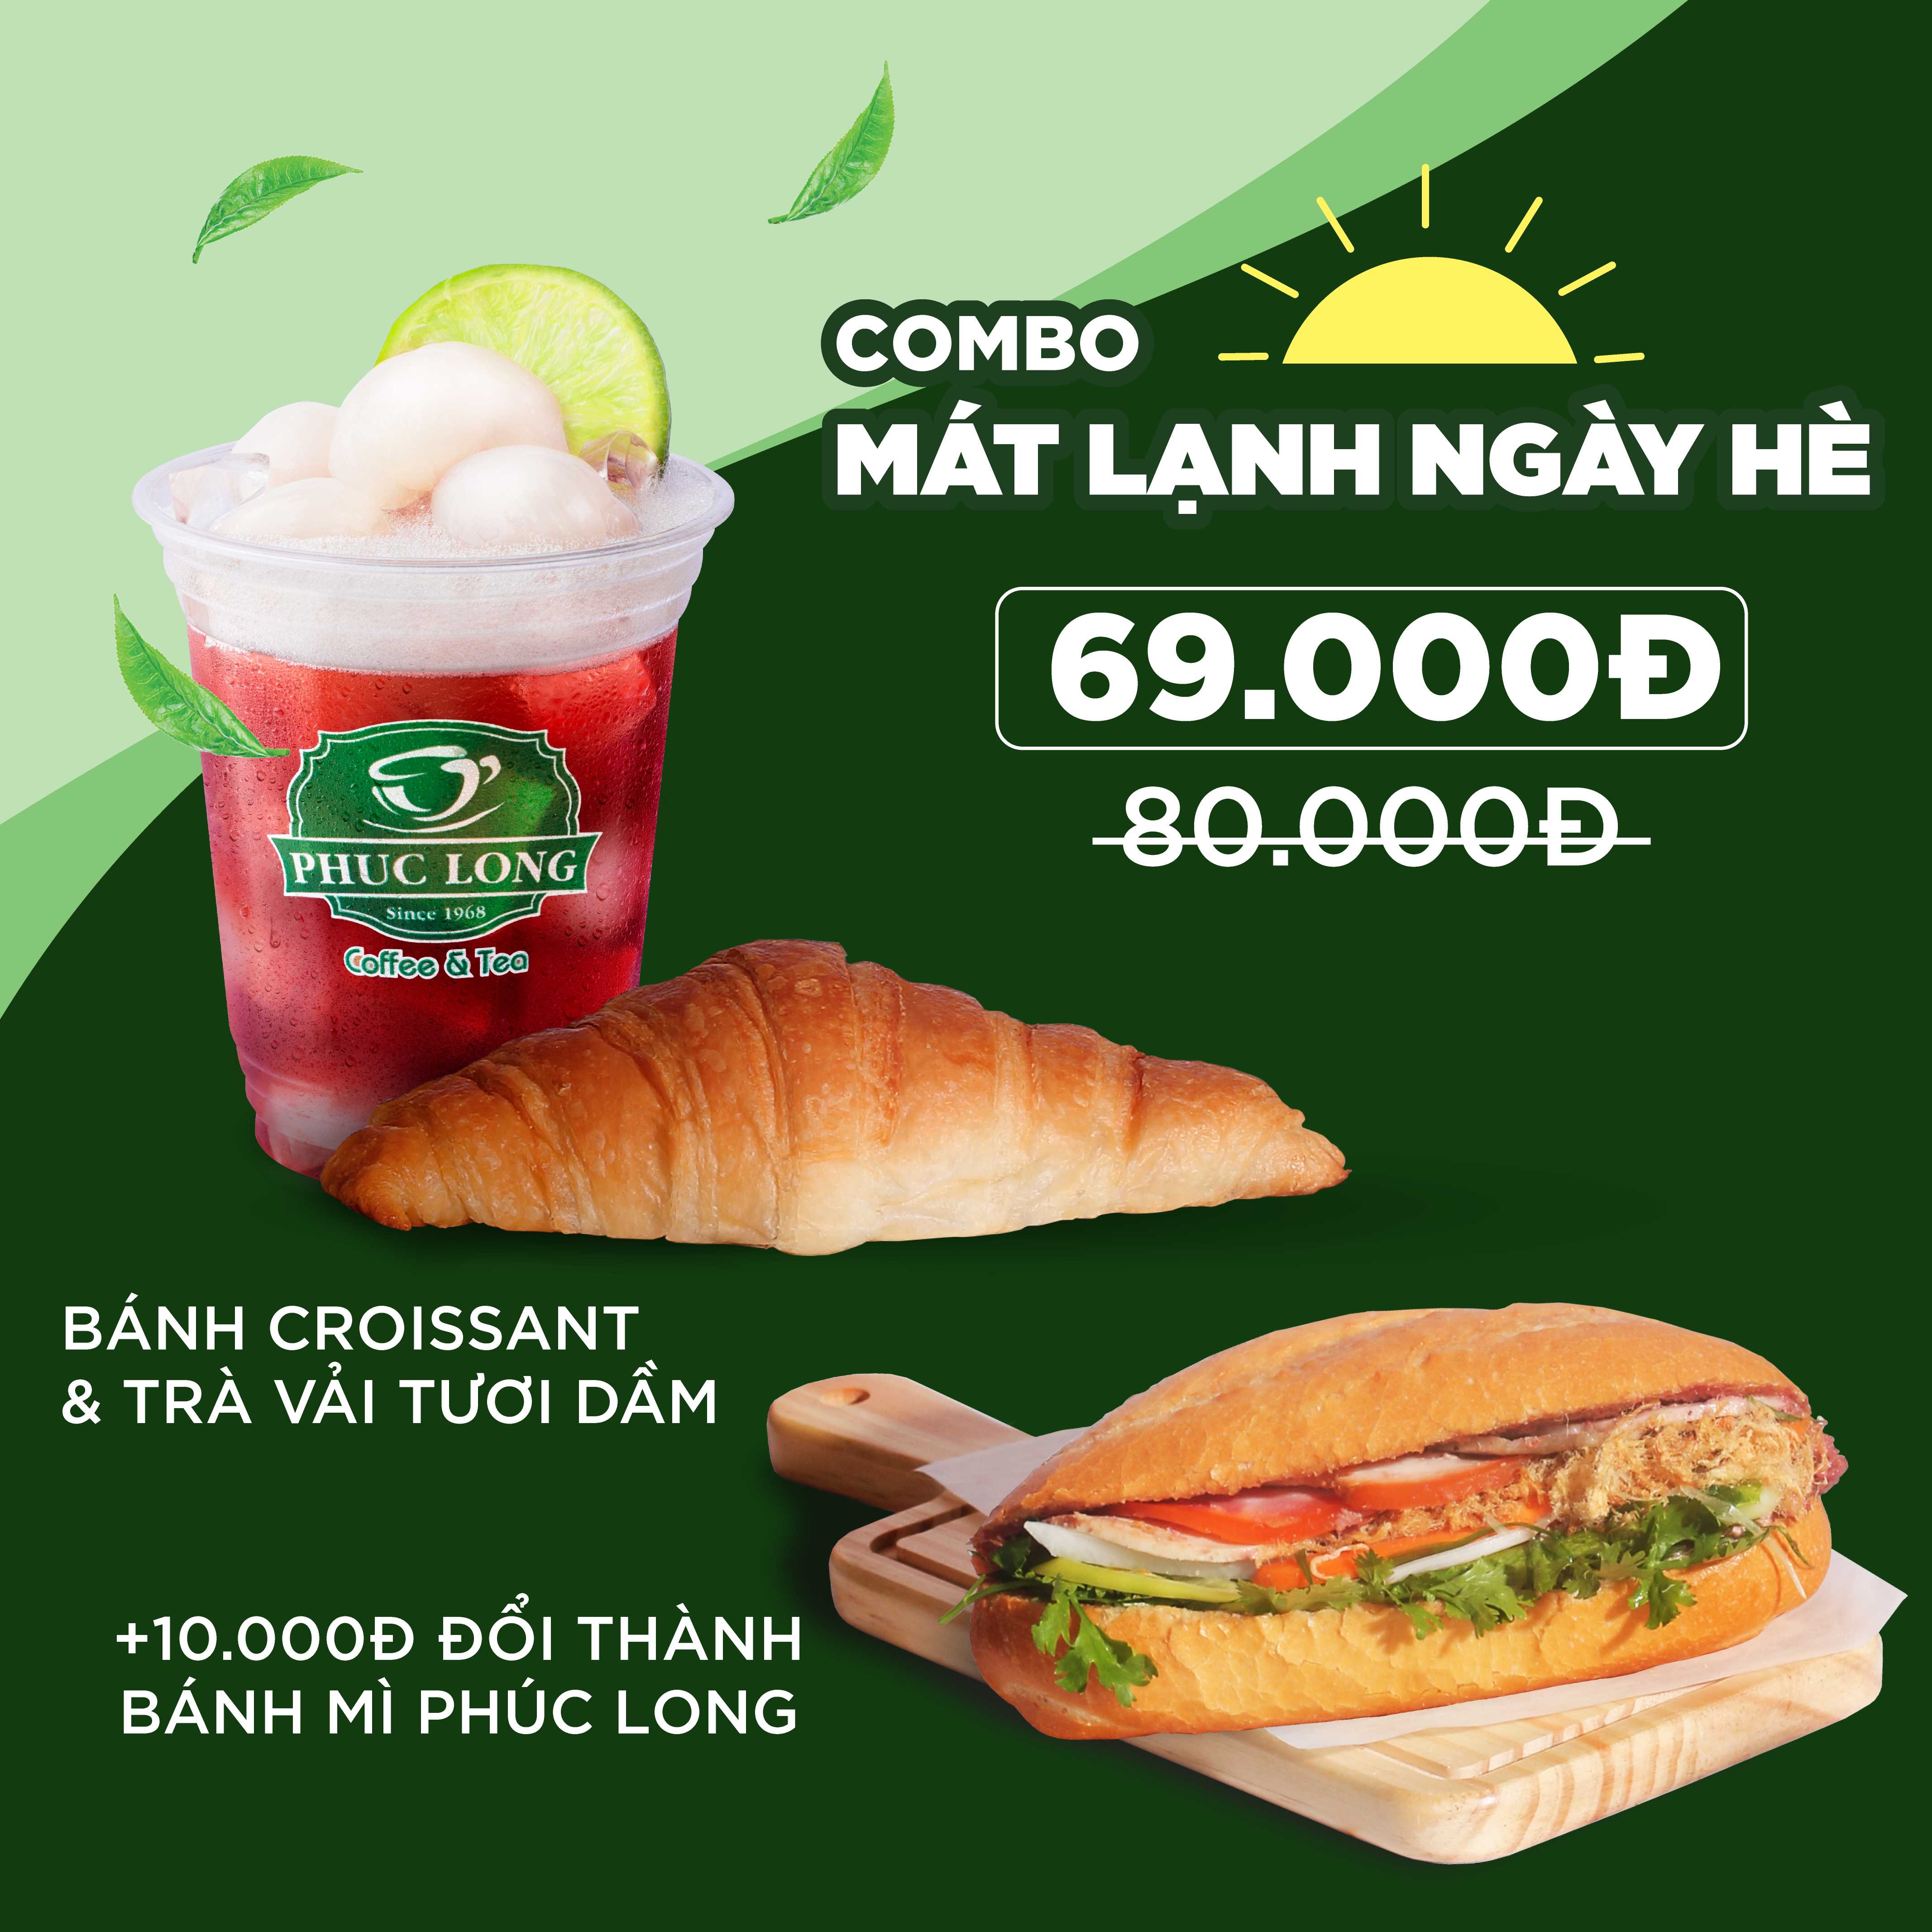 COMBO
MÁT LẠNH NGÀY HÈ
69.000Đ
80.000Đ
PHUC LONG
Since 1968
Coffee & Tea
BÁNH CROISSANT
& TRÀ VẢI TƯƠI DẦM
+10.000Đ ĐỔI THÀNH
BÁNH MÌ PHÚC LONG